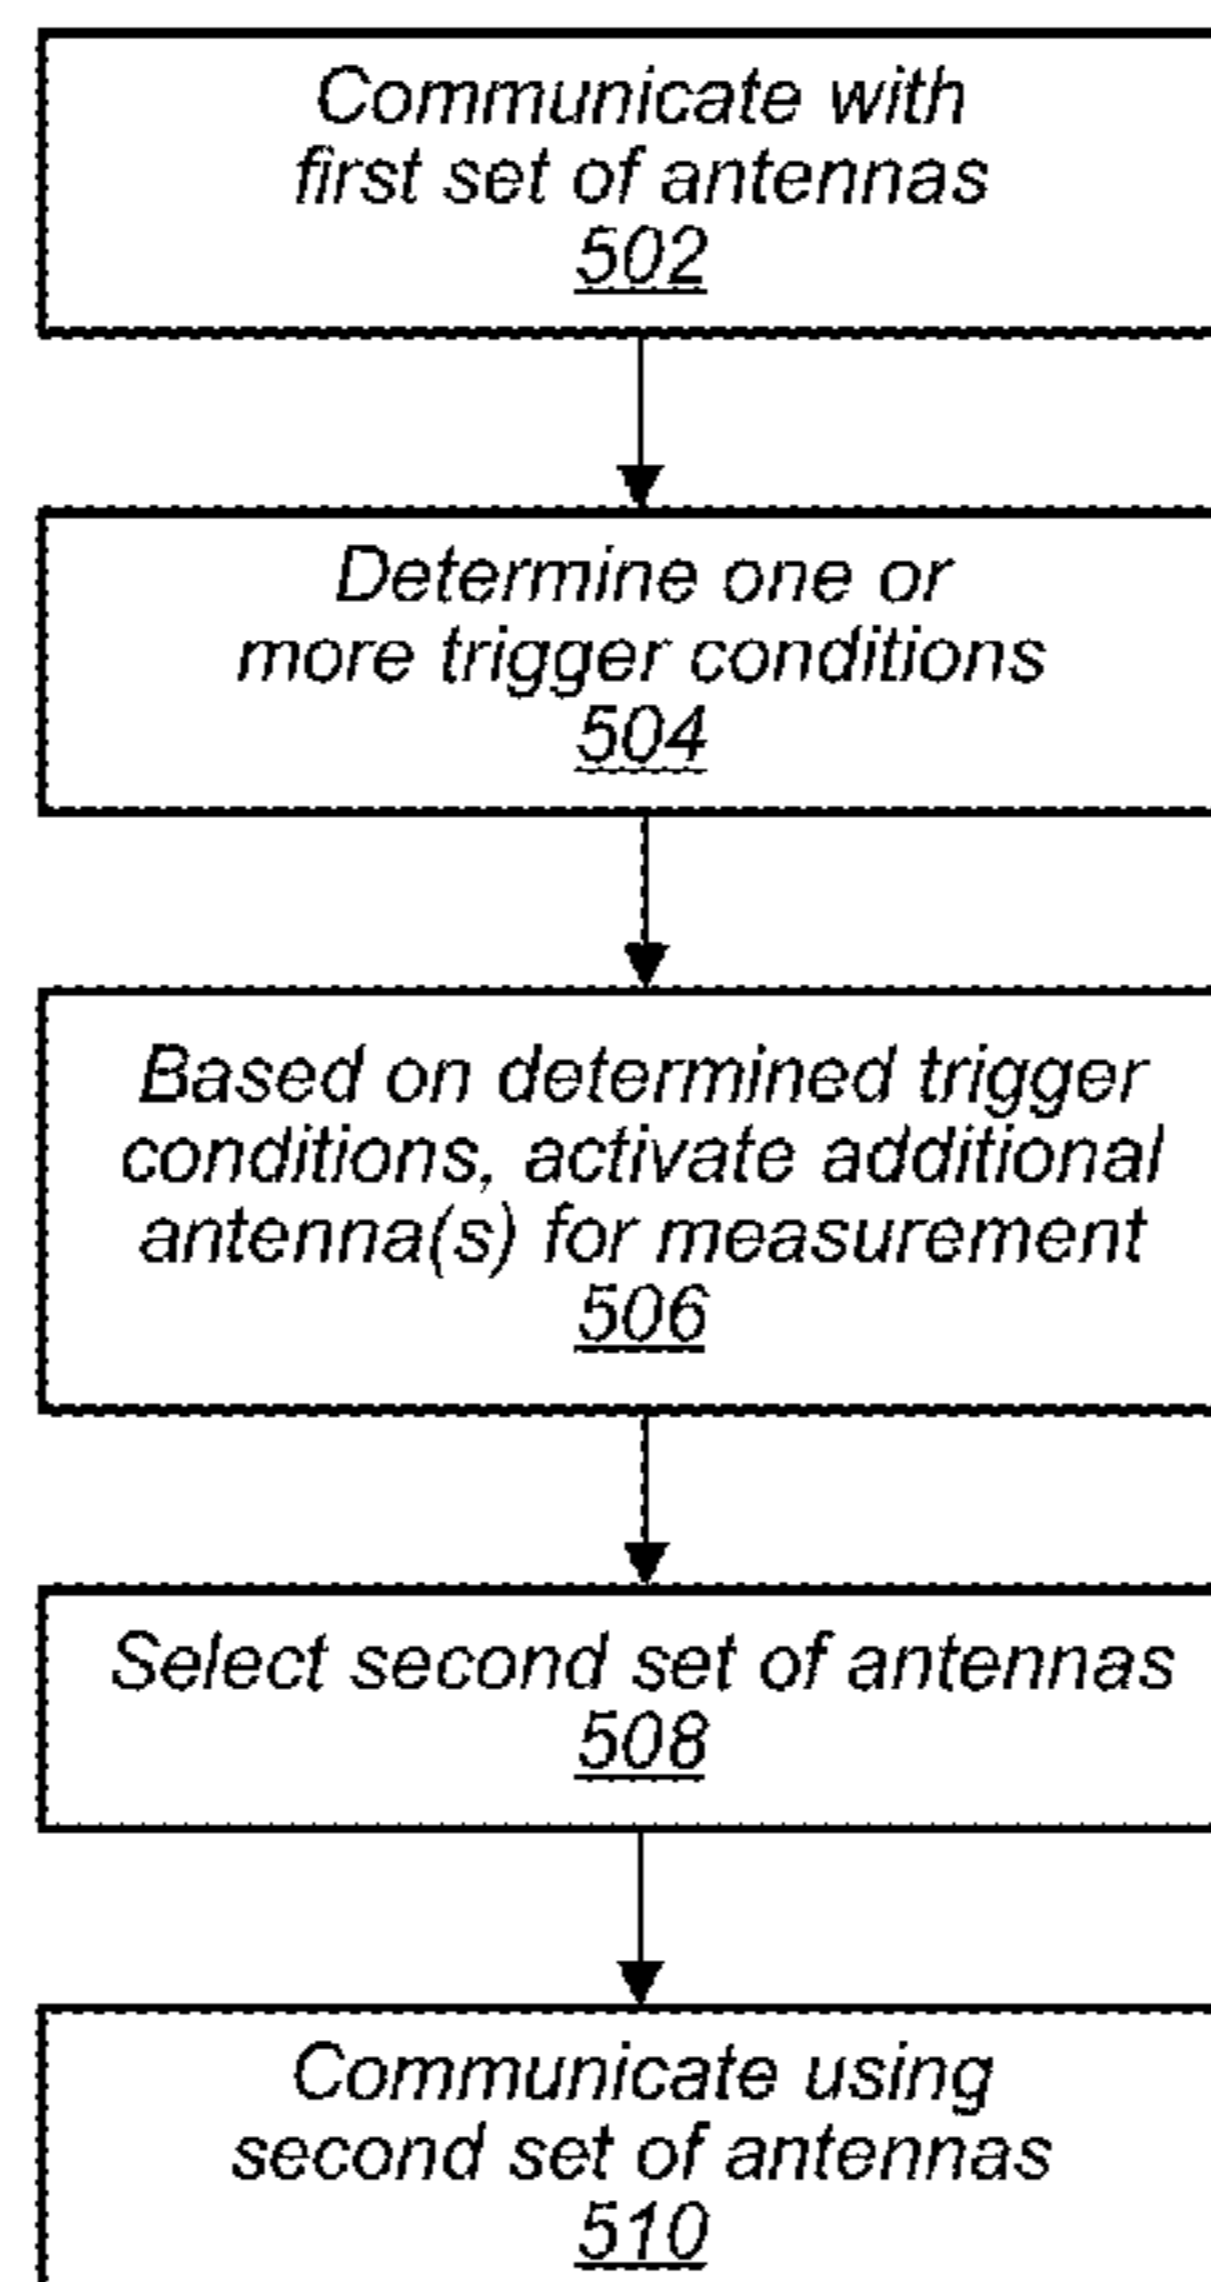 Communicate with
first set of antennas
502
Determine one or
more trigger conditions
504
Based on determined trigger
conditions, activate additional
antenna(s) for measurement
506
Select second set of antennas
508
Communicate using
second set of antennas
510